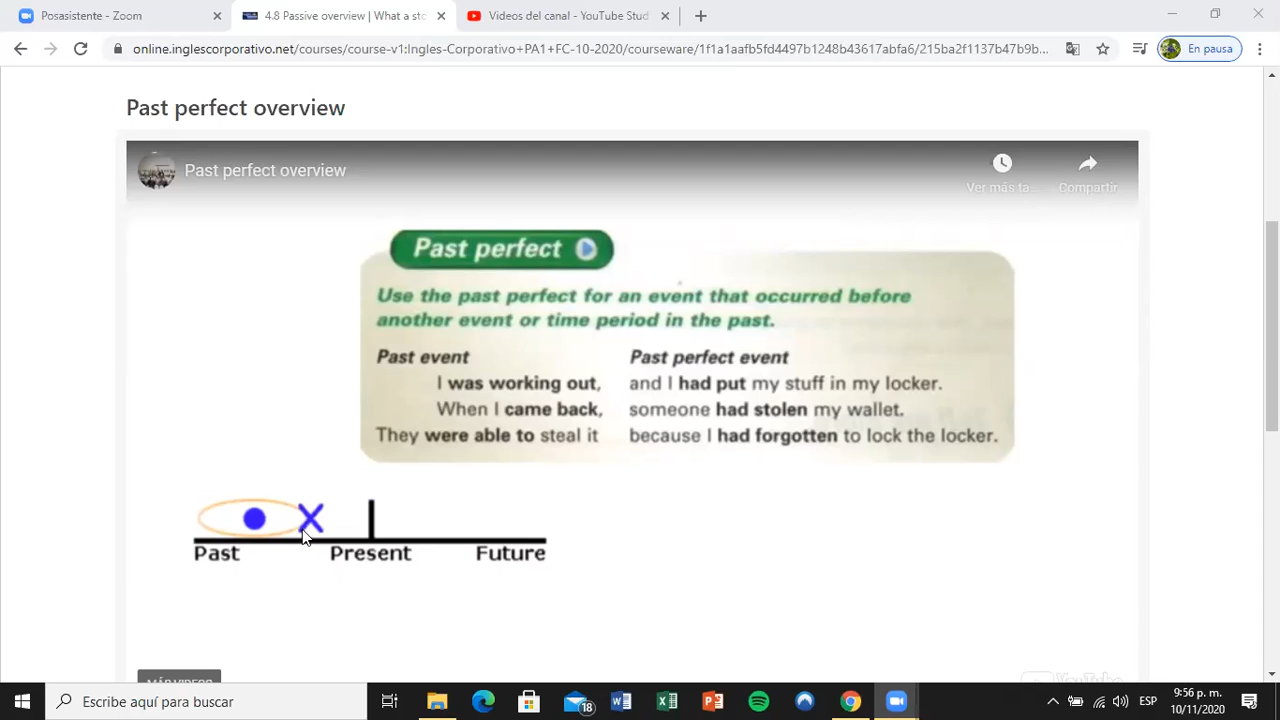 Posasistente - Zoom
4.8 Passive overview | What a sto
Videos del canal - YouTube Stud
online.inglescorporativo.net/courses/course-v1:Ingles-Corporativo+PA1+FC-10-2020/courseware/1f1a1aafb5fd4497b1248b43617abfa6/215ba2f1137b47b9b...
En pausa
Past perfect overview
Past perfect overview
Ver más ta...
Compartir
Past perfect
Use the past perfect for an event that occurred before
another event or time period in the past.
Past event Past perfect event
I was working out, and I had put my stuff in my locker.
When I came back, someone had stolen my wallet.
They were able to steal it because I had forgotten to lock the locker.
X
Past Present Future
MÁS VIDEOS
YouTube
Escribe aquí para buscar
18
ESP
9:56 p. m.
10/11/2020